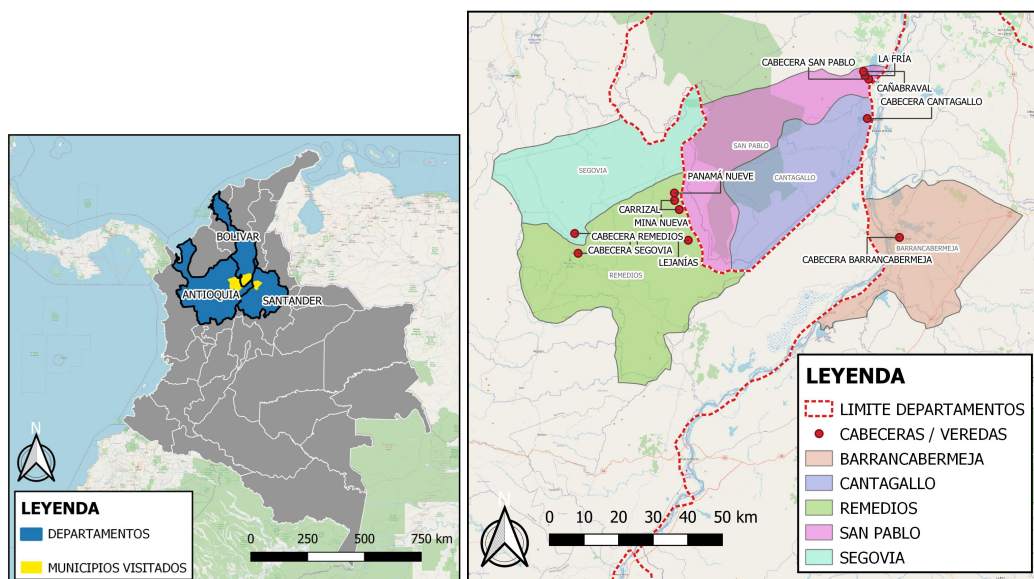 BOLIVAR
ANTIOQUIA
SANTANDER
LEYENDA
DEPARTAMENTOS
MUNICIPIOS VISITADOS
0 250 500 750 km
CABECERA SAN PABLO
LA FRÍA
CAÑABRAVAL
CABECERA CANTAGALLO
SAN PABLO
SEGOVIA
PANAMÁ NUEVE
CANTAGALLO
CARRIZAL
MINA NUEVA
CABECERA REMEDIOS
CABECERA SEGOVIA
LEJANÍAS
REMEDIOS
BARRANCABERMEJA
CABECERA BARRANCABERMEJA
N
0 10 20 30 40 50 km
LEYENDA
LIMITE DEPARTAMENTOS
CABECERAS / VEREDAS
BARRANCABERMEJA
CANTAGALLO
REMEDIOS
SAN PABLO
SEGOVIA